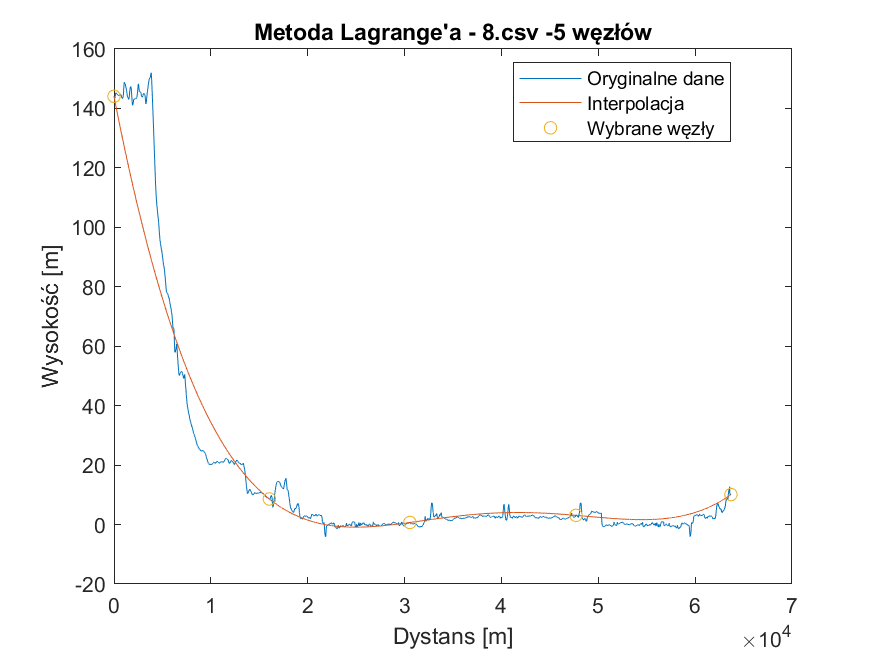 Metoda Lagrange'a - 8.csv -5 węzłów
Oryginalne dane
Interpolacja
Wybrane węzły
Wysokość [m]
160
140
120
100
80
60
40
20
0
-20
0 1 2 3 4 5 6 7
Dystans [m]
×10⁴